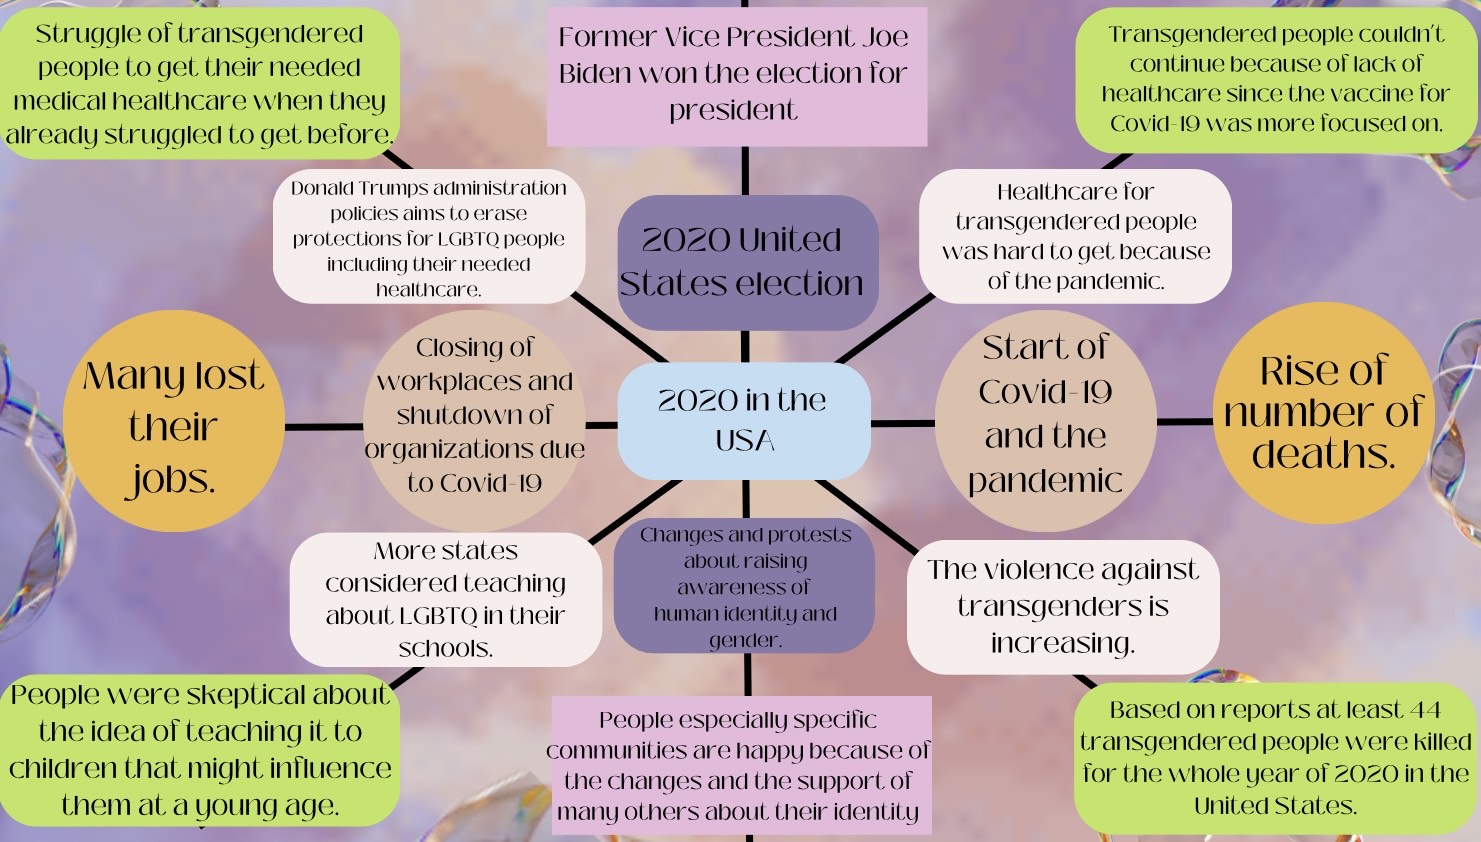 Struggle of transgendered
people to get their needed
medical healthcare when they
already struggled to get before.
Former Vice President Joe
Biden won the election for
president
Transgendered people couldn't
continue because of lack of
healthcare since the vaccine for
Covid-19 was more focused on.
Donald Trumps administration
policies aims to erase
protections for LGBTQ people
including their needed
healthcare.
2020 United
States election
Healthcare for
transgendered people
was hard to get because
of the pandemic.
Many lost
their
jobs.
Closing of
workplaces and
shutdown of
organizations due
to Covid-19
2020 in the
USA
Start of
Covid-19
and the
pandemic
Rise of
number of
deaths.
More states
considered teaching
about LGBTQ in their
schools.
Changes and protests
about raising
awareness of
human identity and
gender.
The violence against
transgenders is
increasing.
People were skeptical about
the idea of teaching it to
children that might influence
them at a young age.
People especially specific
communities are happy because of
the changes and the support of
many others about their identity
Based on reports at least 44
transgendered people were killed
for the whole year of 2020 in the
United States.